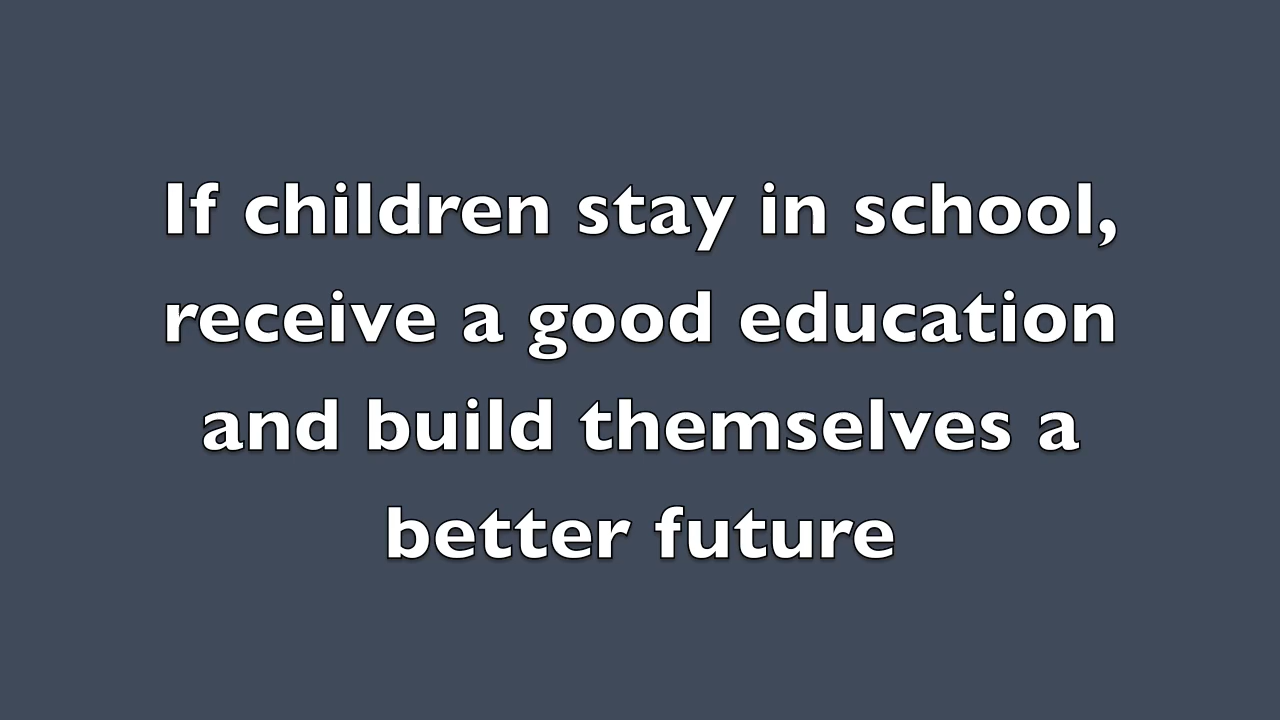 If children stay in school,
receive a good education
and build themselves a
better future